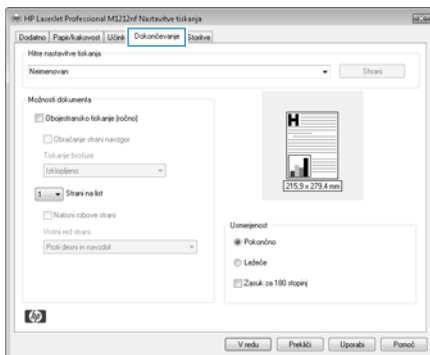 HP LaserJet Professional M1212nf Nastavitve tiskanja
Dodatno Papir/kakovost Učinki Dokončevanje Storitve
Hitre nastavitve tiskanja
Neimenovan Shrani
Možnosti dokumenta
Obojestransko tiskanje (ročno)
Obračanje strani navzgor
Tiskanje brošure
Izklopljeno
1 Strani na list
Natisni robove strani
Vrstni red strani:
Proti desni in navzdol
215,9 × 279,4 mm
Usmerjenost
Pokončno
Ležeče
Zasuk za 180 stopinj
hp
V redu Prekliči Uporabi Pomoč